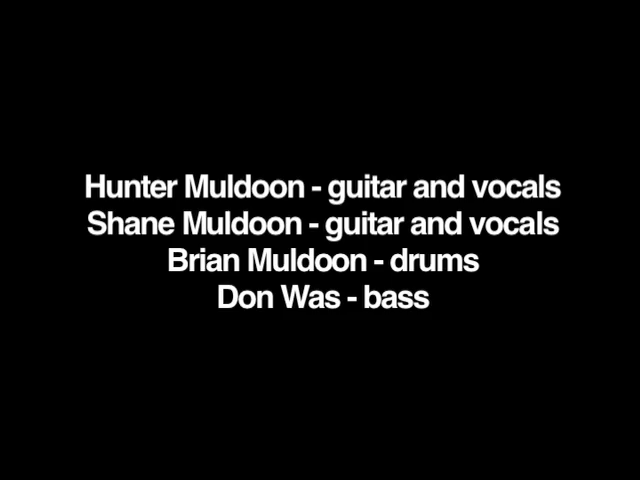 Hunter Muldoon - guitar and vocals
Shane Muldoon - guitar and vocals
Brian Muldoon - drums
Don Was - bass